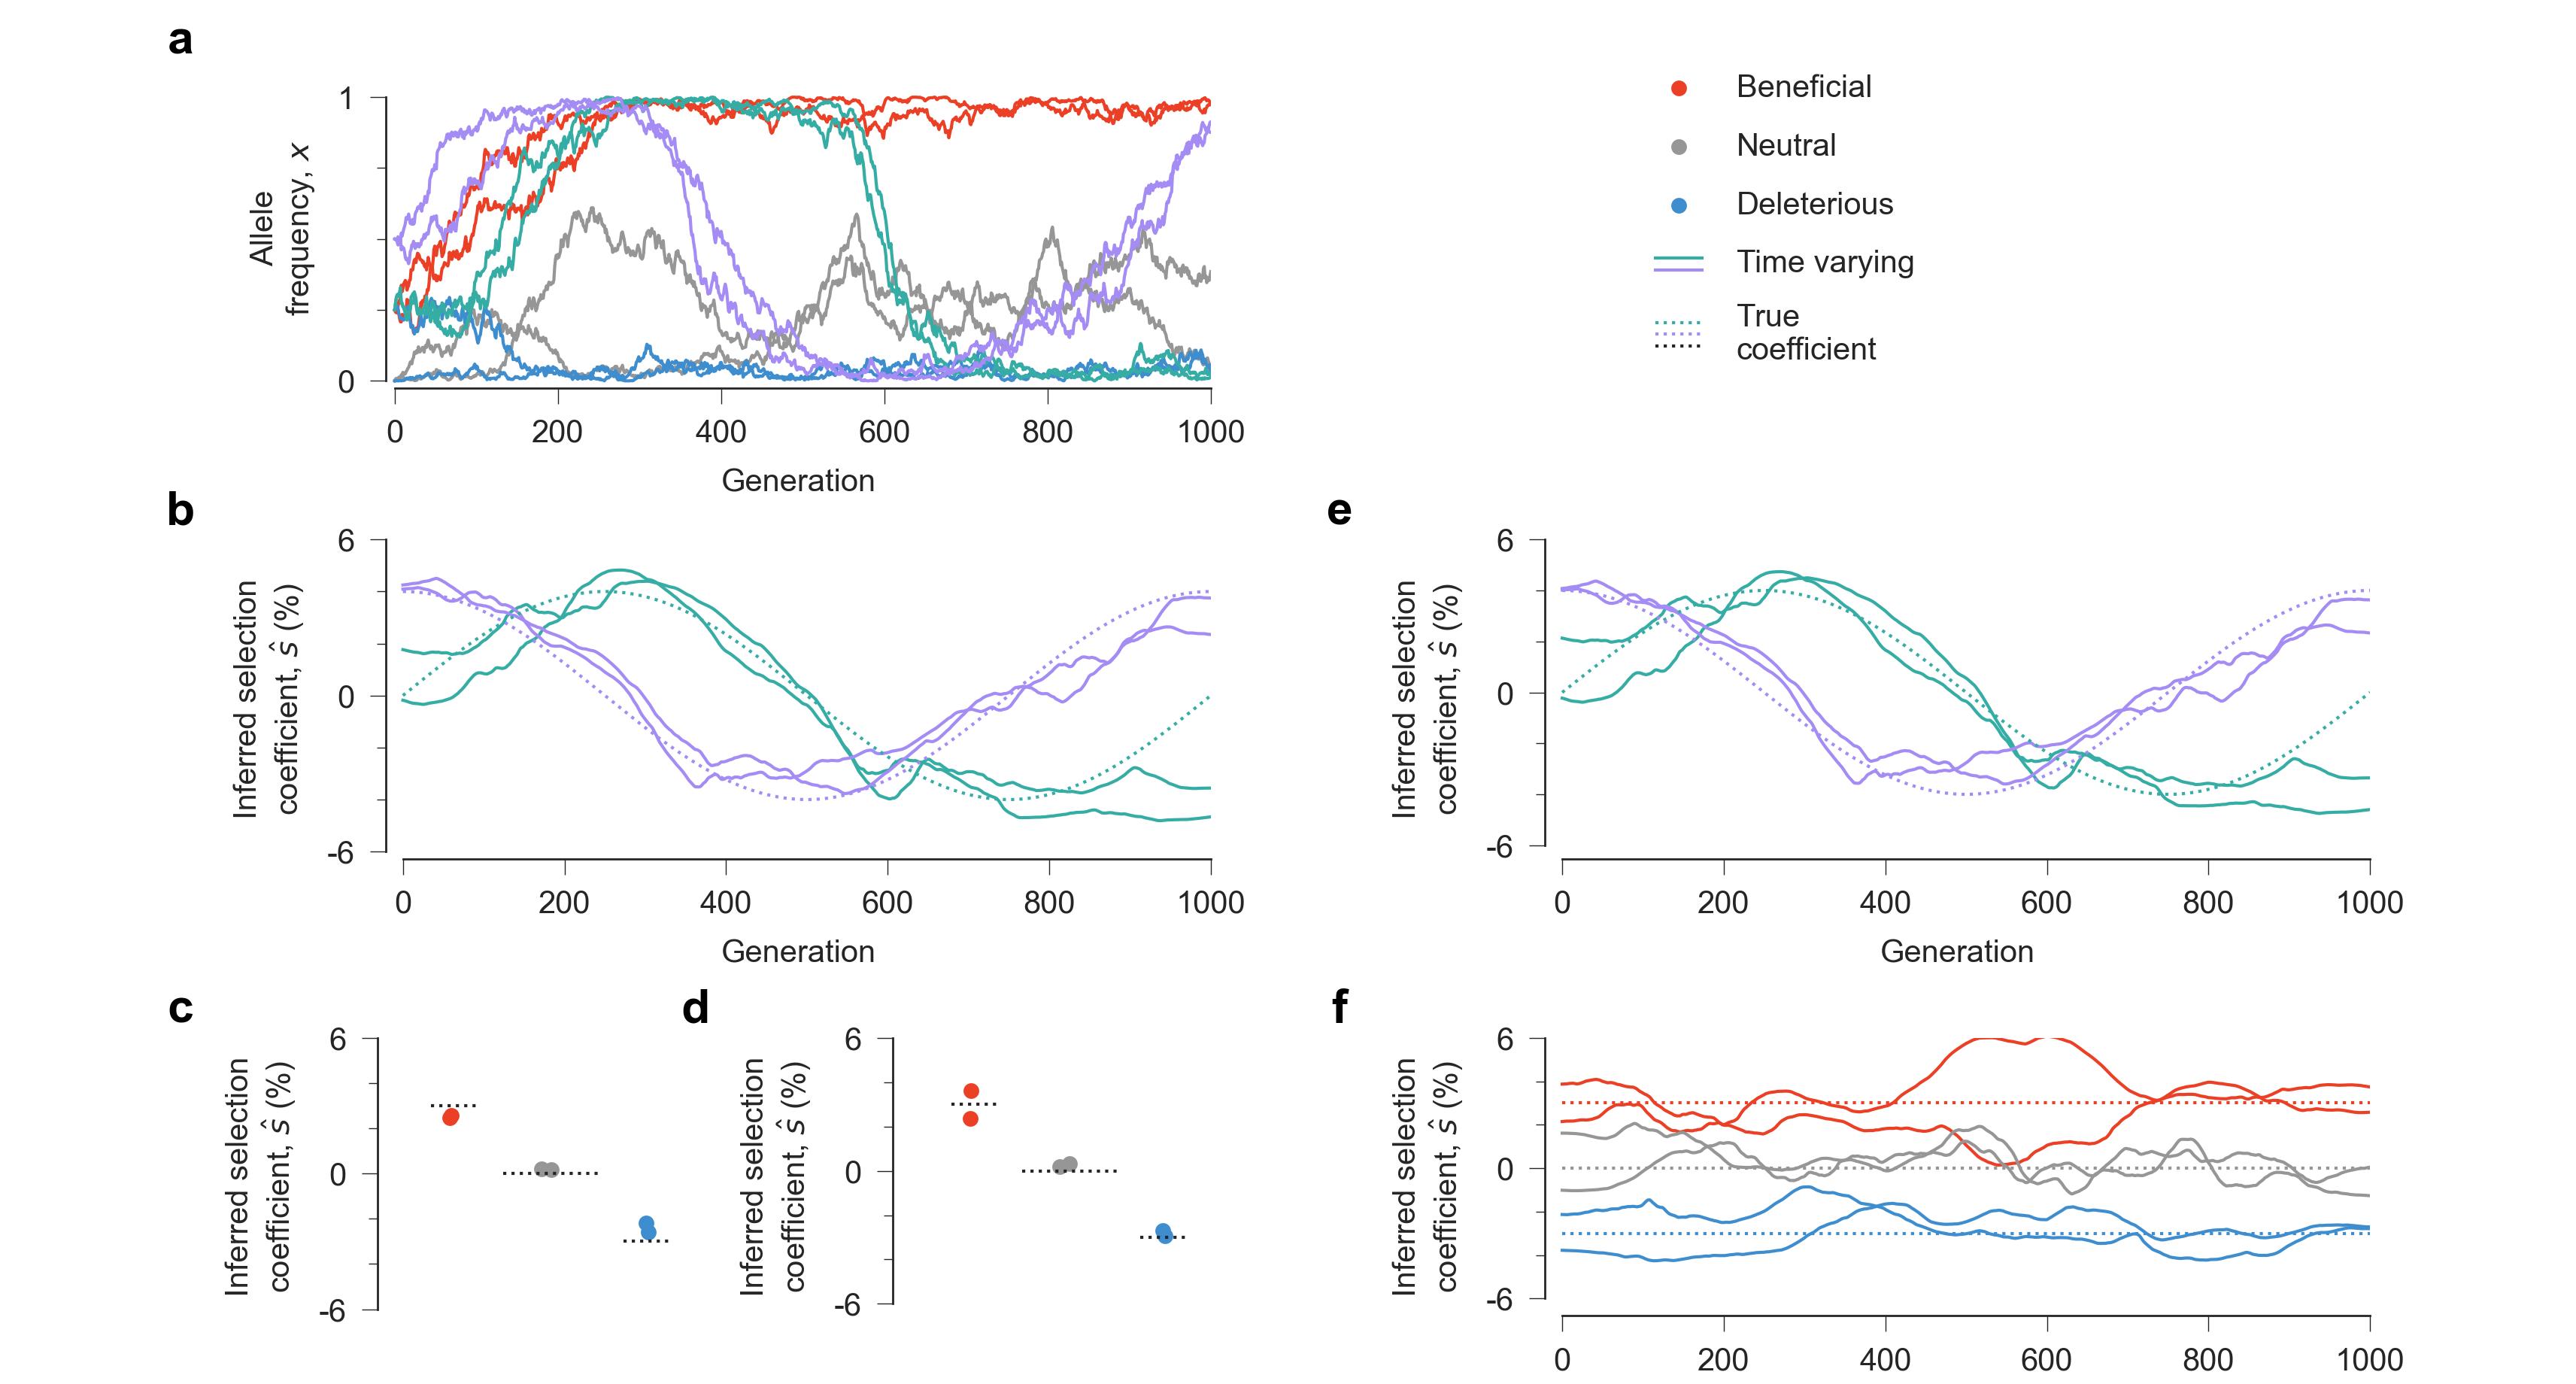 a
1
0
Allele
frequency, x
0 200 400 600 800 1000
Generation
Beneficial
Neutral
Deleterious
Time varying
True
coefficient
b
6
0
-6
Inferred selection
coefficient, ŝ (%)
0 200 400 600 800 1000
Generation
e
6
0
-6
Inferred selection
coefficient, ŝ (%)
0 200 400 600 800 1000
Generation
c
6
0
-6
Inferred selection
coefficient, ŝ (%)
d
6
0
-6
Inferred selection
coefficient, ŝ (%)
f
6
0
-6
Inferred selection
coefficient, ŝ (%)
0 200 400 600 800 1000